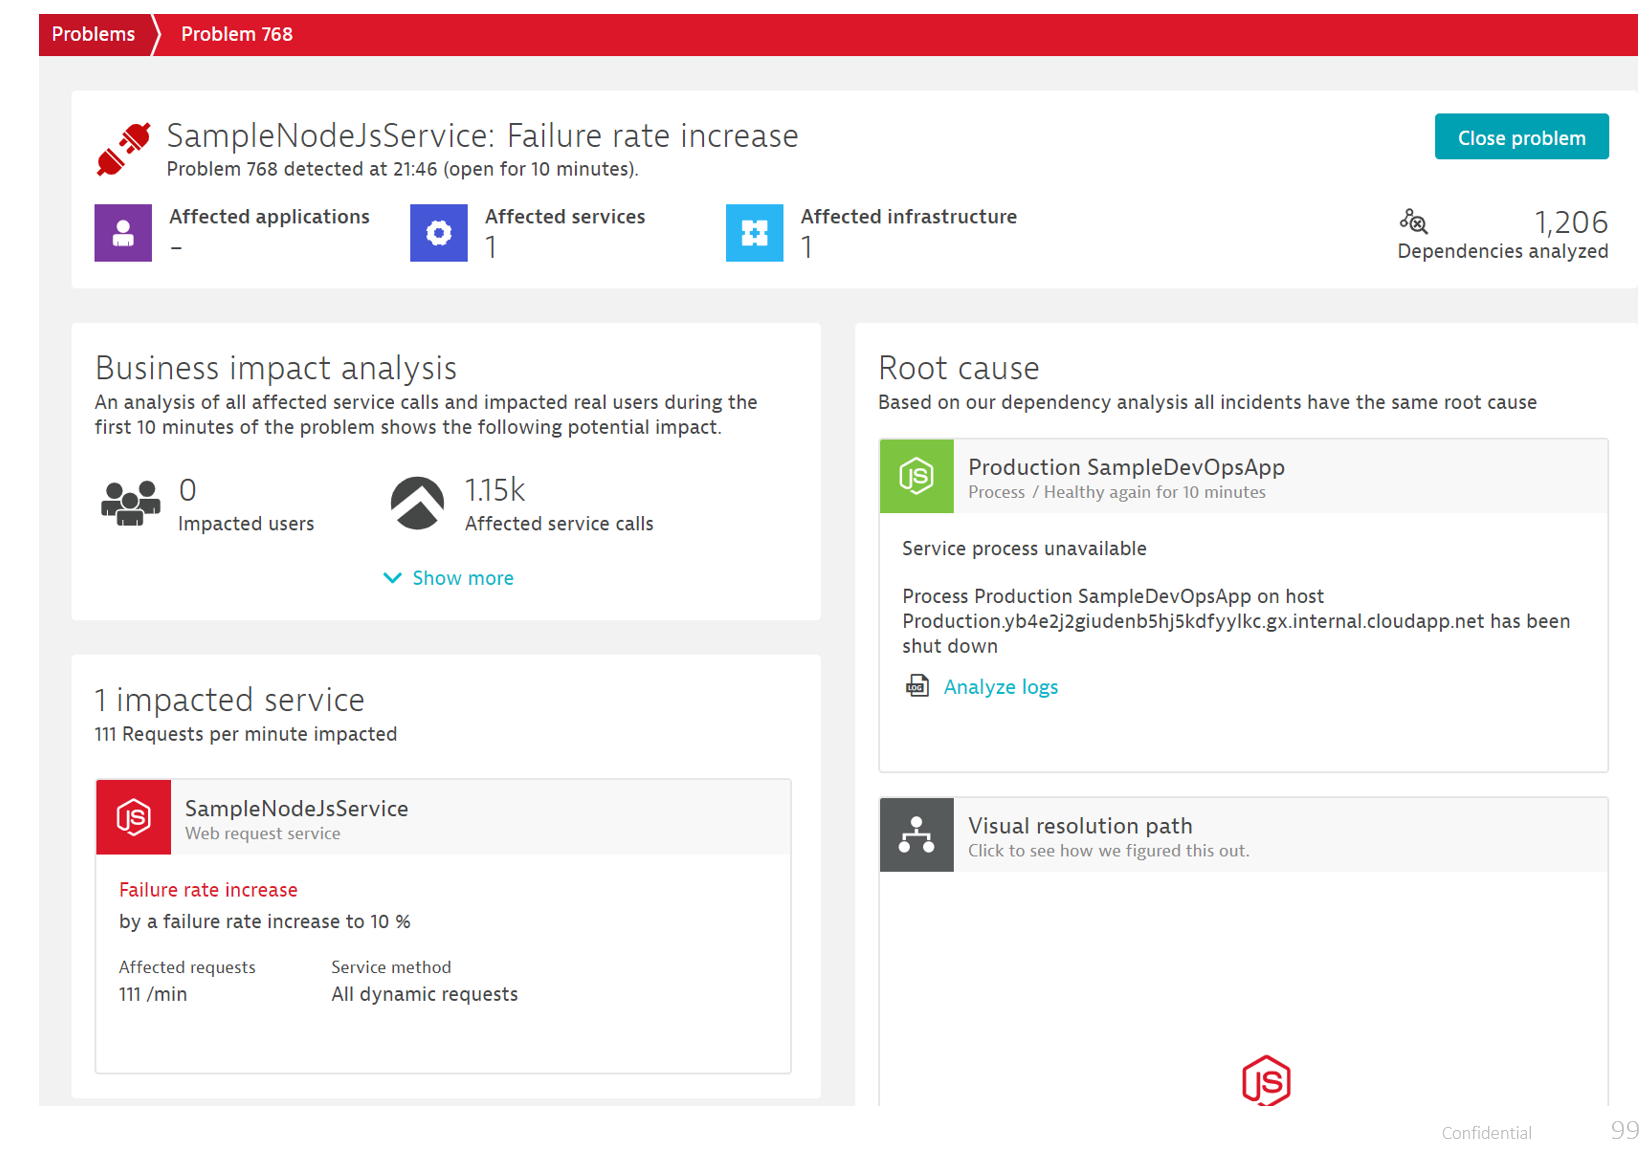 Problems
Problem 768
SampleNodeJsService: Failure rate increase
Problem 768 detected at 21:46 (open for 10 minutes).
Close problem
Affected applications
–
Affected services
1
Affected infrastructure
1
1,206
Dependencies analyzed
Business impact analysis
An analysis of all affected service calls and impacted real users during the
first 10 minutes of the problem shows the following potential impact.
0
Impacted users
1.15k
Affected service calls
Show more
1 impacted service
111 Requests per minute impacted
JS
SampleNodeJsService
Web request service
Failure rate increase
by a failure rate increase to 10 %
Affected requests
111 /min
Service method
All dynamic requests
Root cause
Based on our dependency analysis all incidents have the same root cause
JS
Production SampleDevOpsApp
Process / Healthy again for 10 minutes
Service process unavailable
Process Production SampleDevOpsApp on host
Production.yb4e2j2giudenb5hj5kdfyylkc.gx.internal.cloudapp.net has been
shut down
LOG
Analyze logs
Visual resolution path
Click to see how we figured this out.
JS
Confidential
99